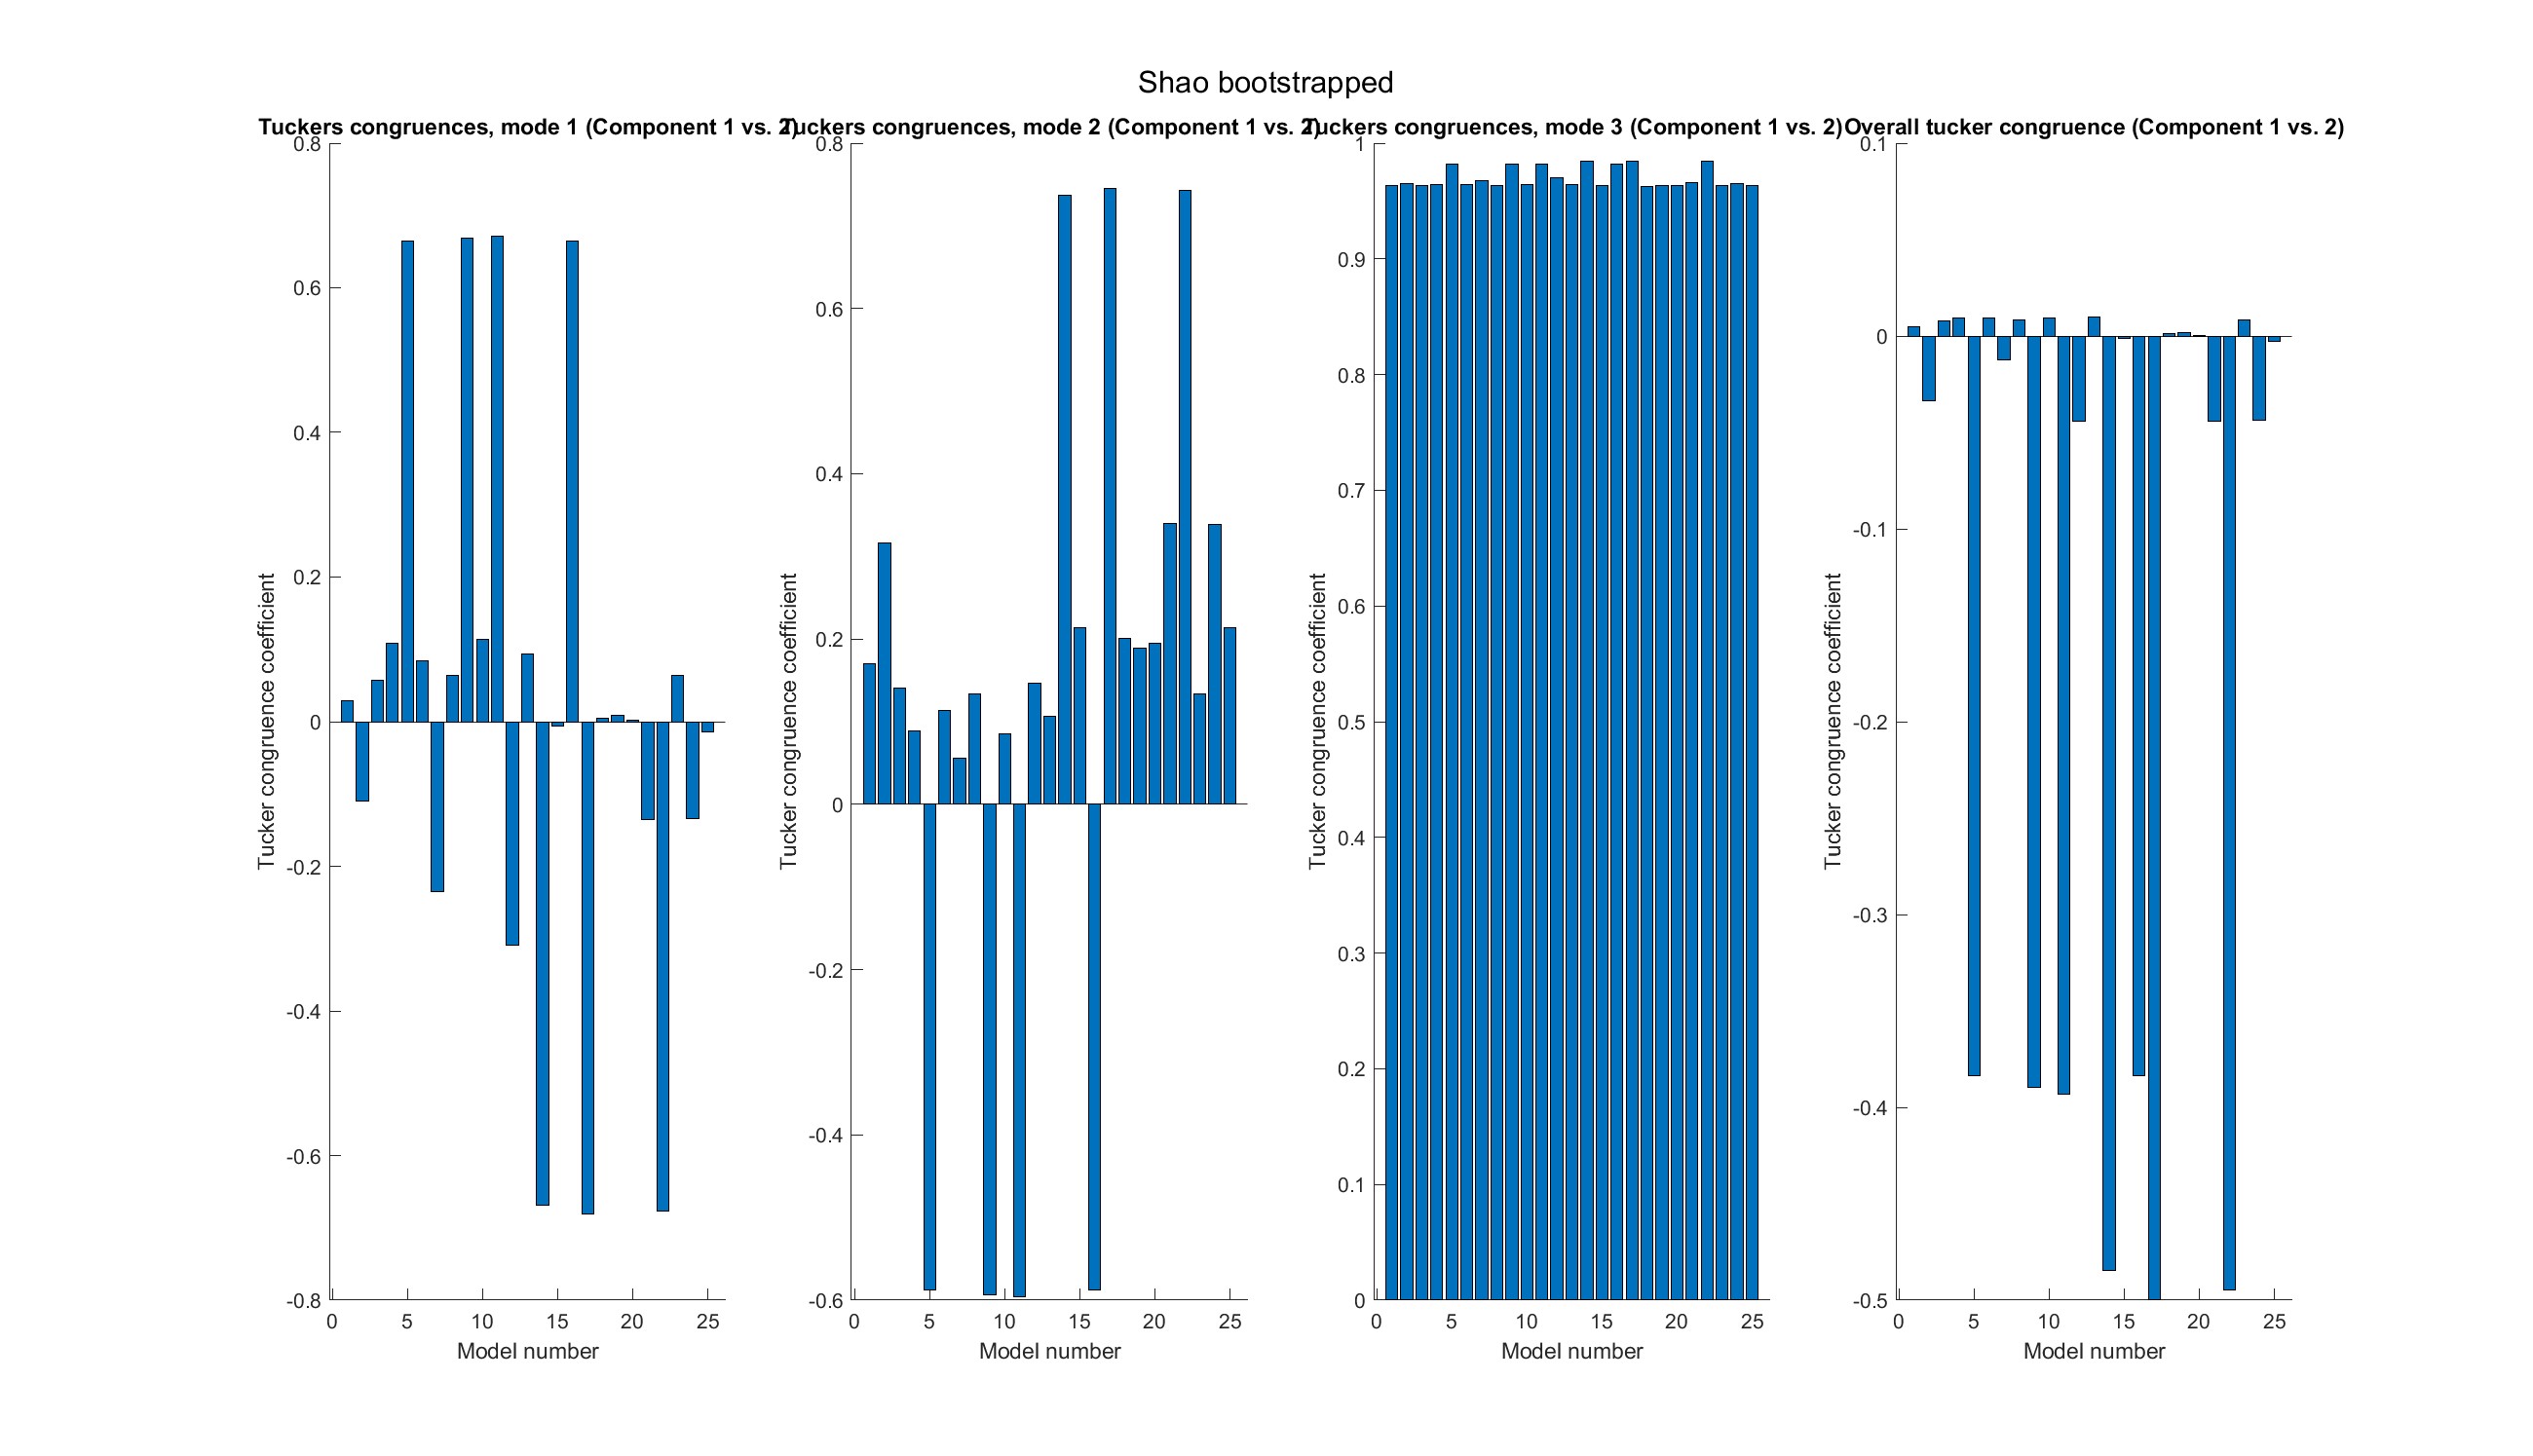 Shao bootstrapped
Tuckers congruences, mode 1 (Component 1 vs. 2)
Tuckers congruences, mode 2 (Component 1 vs. 2)
Tuckers congruences, mode 3 (Component 1 vs. 2)
Overall tucker congruence (Component 1 vs. 2)
Tucker congruence coefficient
0.8
0.6
0.4
0.2
0
-0.2
-0.4
-0.6
-0.8
0 5 10 15 20 25
Model number
Tucker congruence coefficient
0.8
0.6
0.4
0.2
0
-0.2
-0.4
-0.6
0 5 10 15 20 25
Model number
Tucker congruence coefficient
1
0.9
0.8
0.7
0.6
0.5
0.4
0.3
0.2
0.1
0
0 5 10 15 20 25
Model number
Tucker congruence coefficient
0.1
0
-0.1
-0.2
-0.3
-0.4
-0.5
0 5 10 15 20 25
Model number